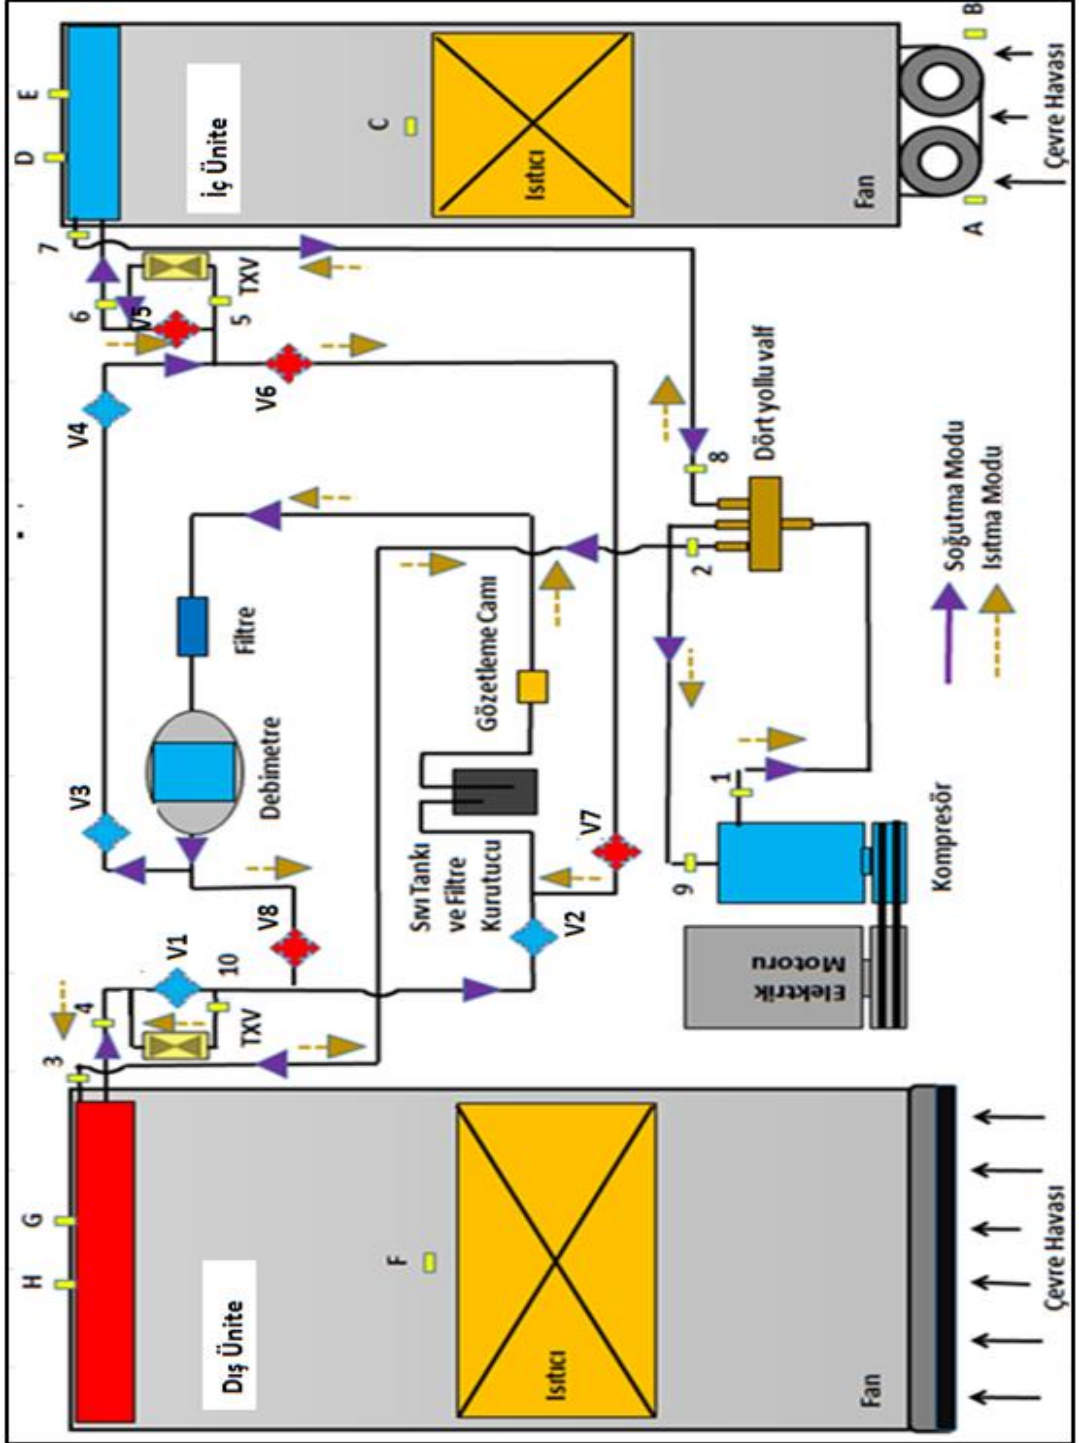 E
D
İç Ünite
C
Isıtıcı
Fan
A
B
Çevre Havası
7
6
V5
TXV
5
V4
V6
8
Dört yollu valf
2
Filtre
Gözetleme Camı
Debimetre
V3
Sıvı Tankı
ve Filtre
Kurutucu
V7
V8
V2
1
9
Kompresör
Elektrik
Motoru
V1
10
TXV
4
3
Soğutma Modu
Isıtma Modu
G
H
Dış Ünite
F
Isıtıcı
Fan
Çevre Havası